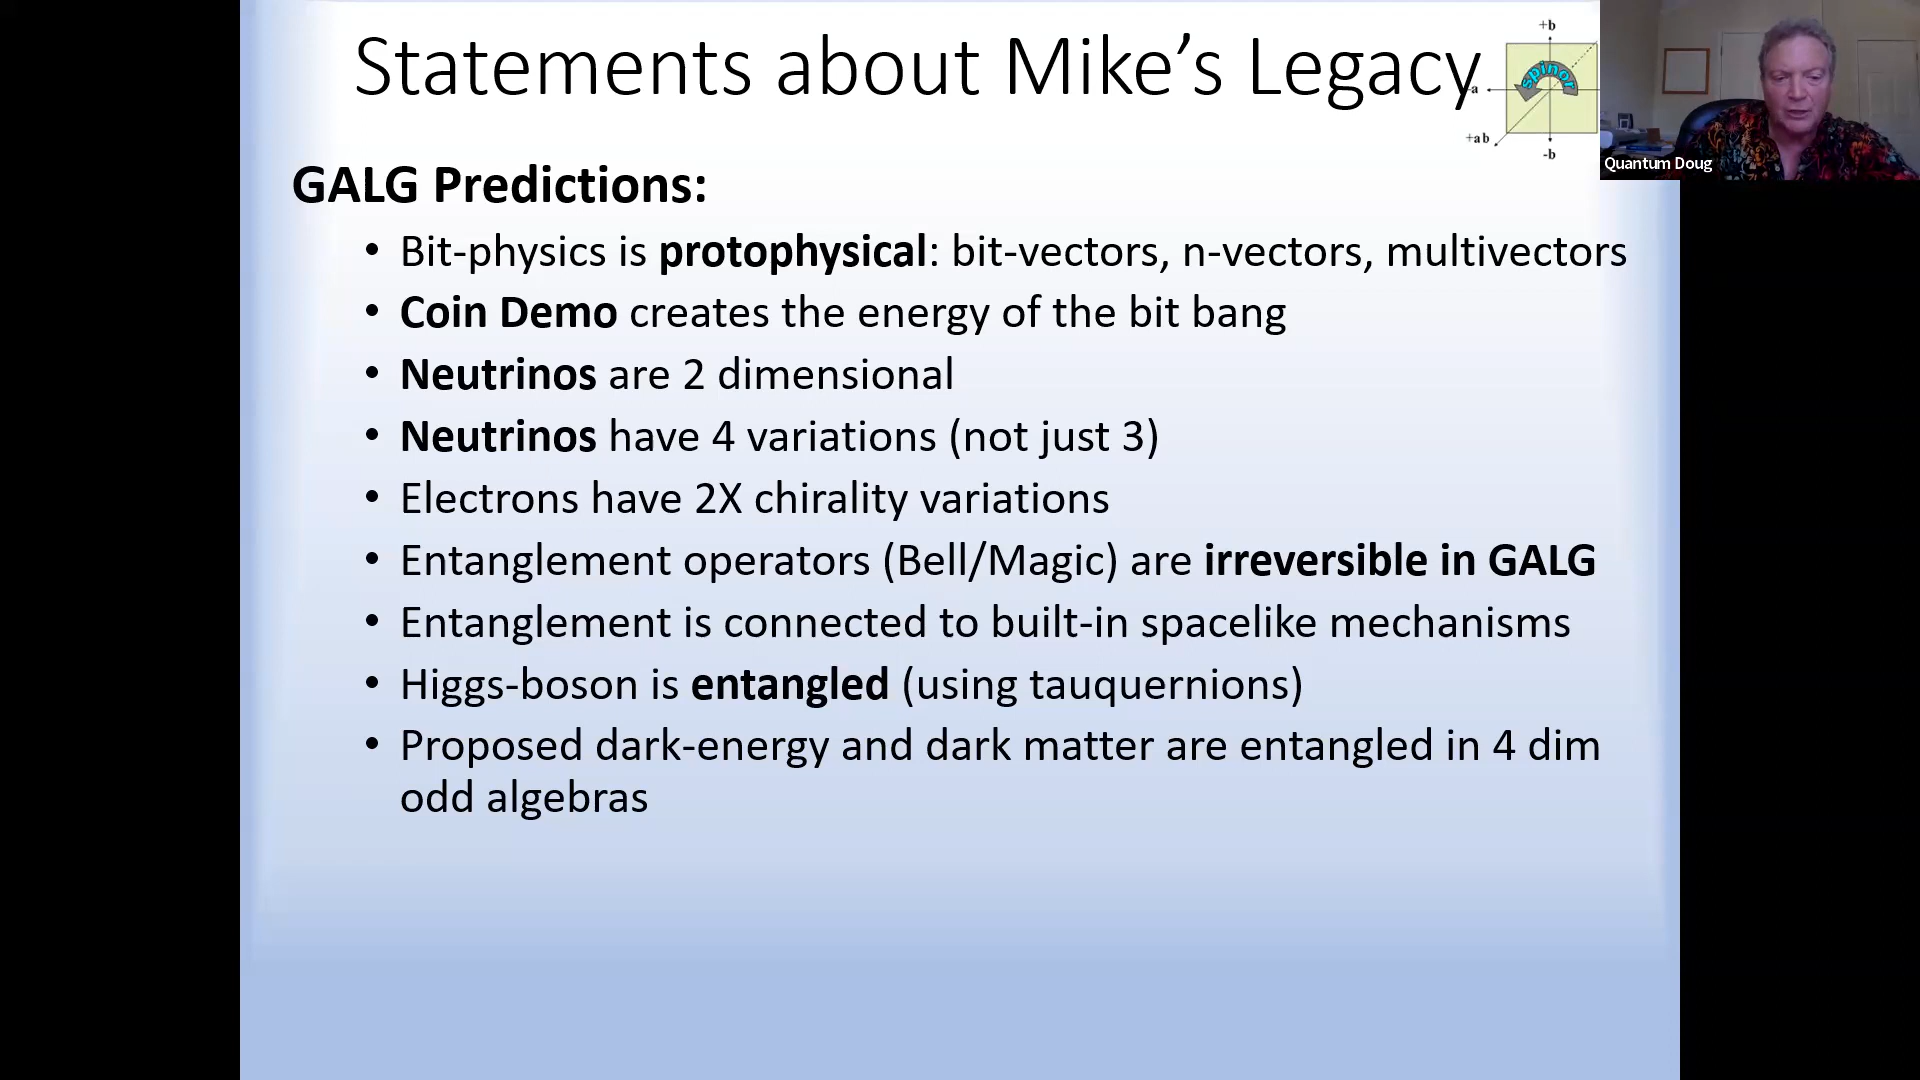 Statements about Mike's Legacy
+b
-a
spinor
+ab
-b
Quantum Doug
GALG Predictions:
• Bit-physics is protophysical: bit-vectors, n-vectors, multivectors
• Coin Demo creates the energy of the bit bang
• Neutrinos are 2 dimensional
• Neutrinos have 4 variations (not just 3)
• Electrons have 2X chirality variations
• Entanglement operators (Bell/Magic) are irreversible in GALG
• Entanglement is connected to built-in spacelike mechanisms
• Higgs-boson is entangled (using tauquernions)
• Proposed dark-energy and dark matter are entangled in 4 dim
odd algebras